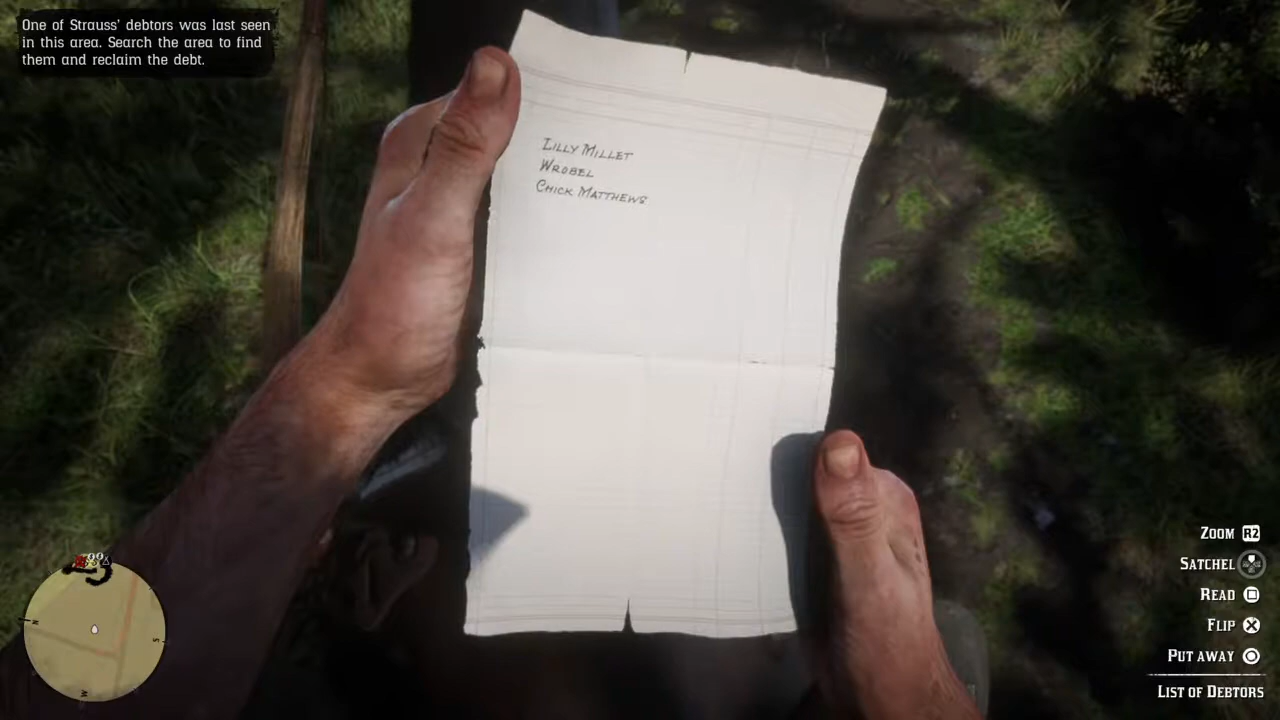 One of Strauss' debtors was last seen
in this area. Search the area to find
them and reclaim the debt.
Lilly Millet
Wrobel
Chick Matthews
Zoom R2
Satchel
Read
Flip
Put away
List of Debtors
N
S
W